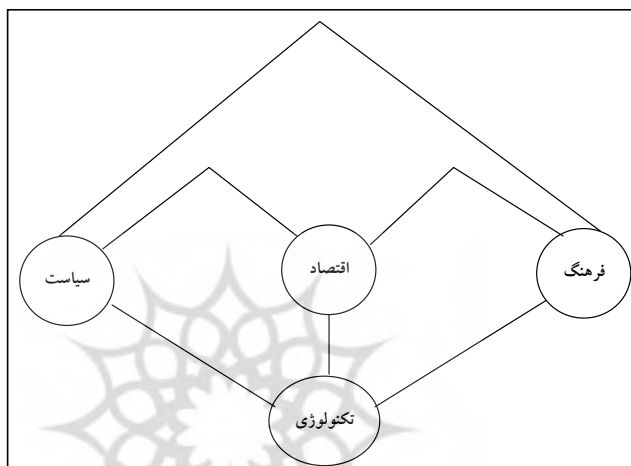 فرهنگ
اقتصاد
سیاست
تکنولوژی